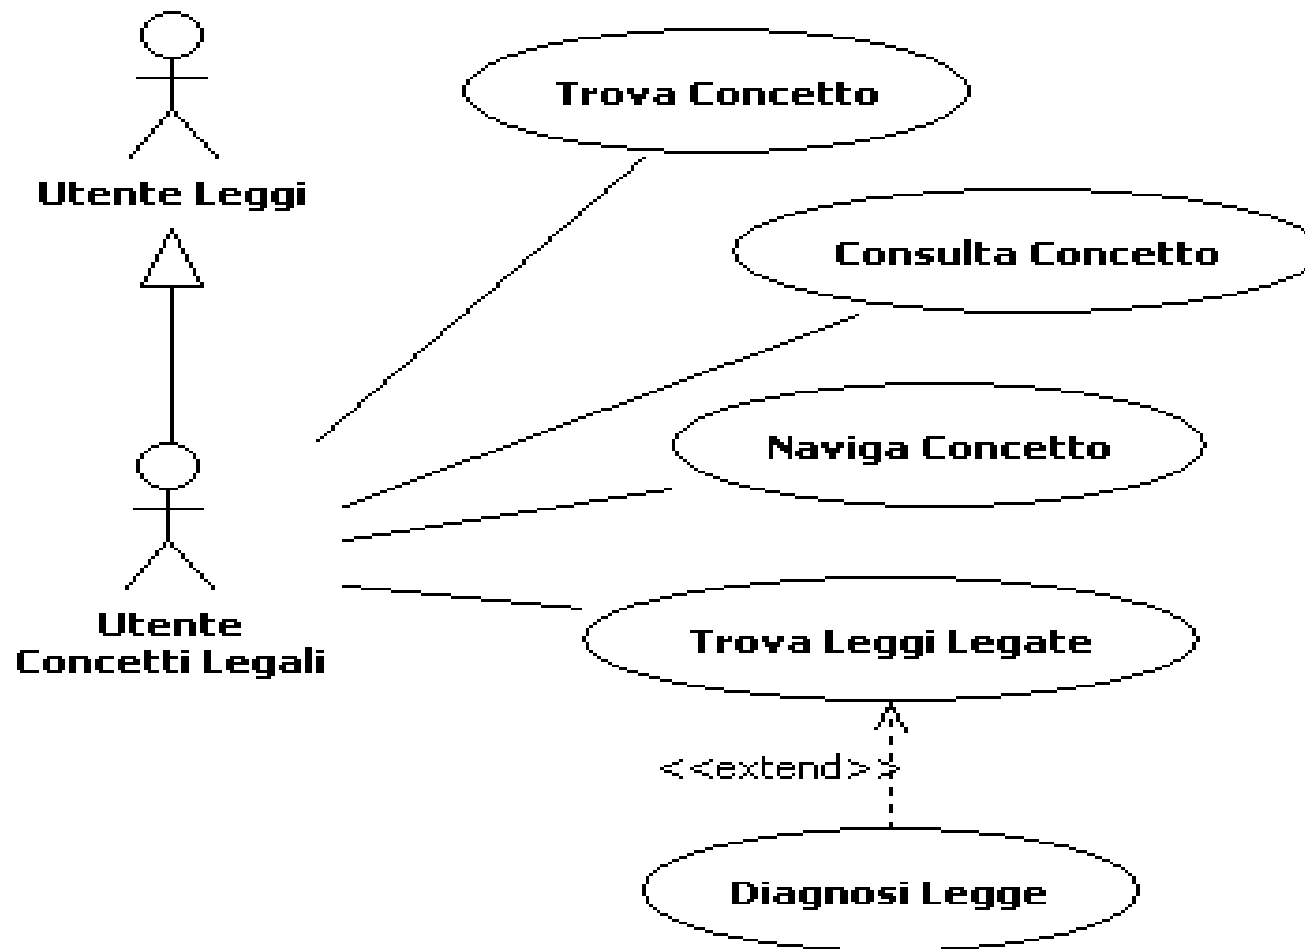 Trova Concetto
Utente Leggi
Consulta Concetto
Naviga Concetto
Utente
Concetti Legali
Trova Leggi Legate
<<extend>>
Diagnosi Legge